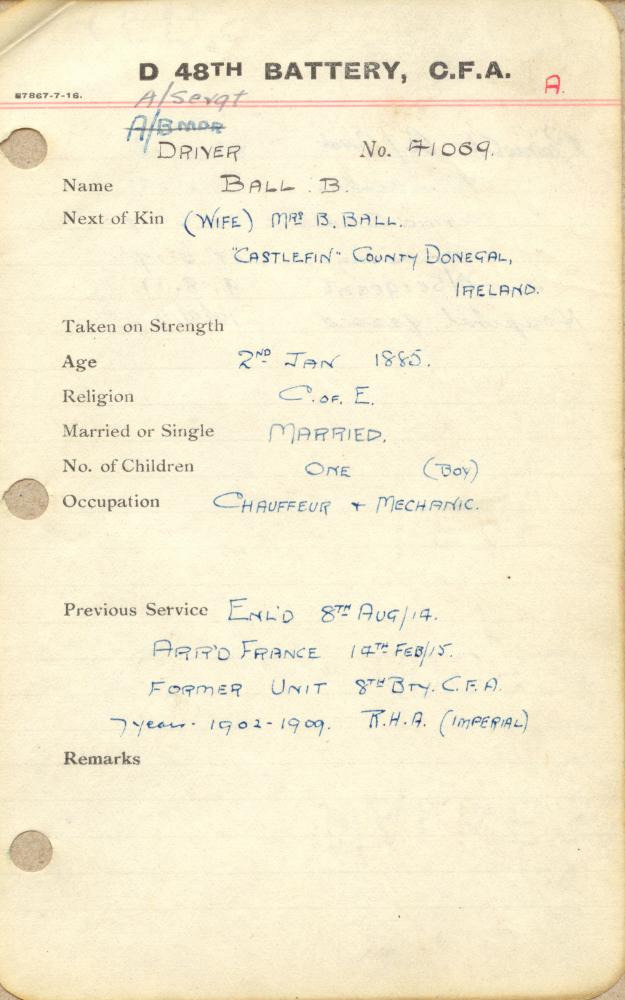 D 48TH BATTERY, C.F.A.
E7867-7-16.
A.
A/Sergt
A/BMDR
DRIVER No. 41069.
Name BALL B.
Next of Kin (WIFE) MRS B. BALL.
"CASTLEFIN" COUNTY DONEGAL,
IRELAND.
Taken on Strength
Age 2ND JAN 1885.
Religion C. OF. E.
Married or Single MARRIED.
No. of Children ONE (BOY)
Occupation CHAUFFEUR + MECHANIC.
Previous Service ENL'D 8TH AUG/14.
ARR'D FRANCE 14TH FEB/15.
FORMER UNIT 8TH BTY. C.F.A.
7 years. 1902-1909. R.H.A. (IMPERIAL)
Remarks